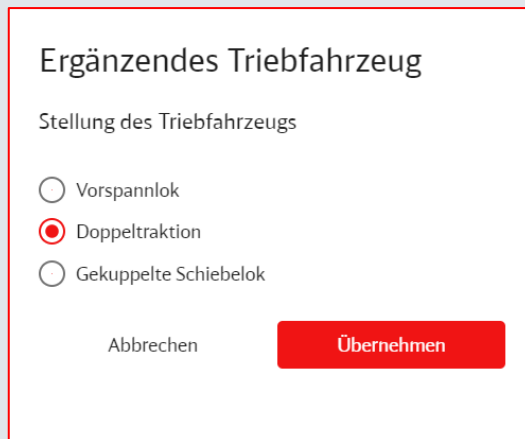 Ergänzendes Triebfahrzeug
Stellung des Triebfahrzeugs
Vorspannlok
Doppeltraktion
Gekuppelte Schiebelok
Abbrechen
Übernehmen